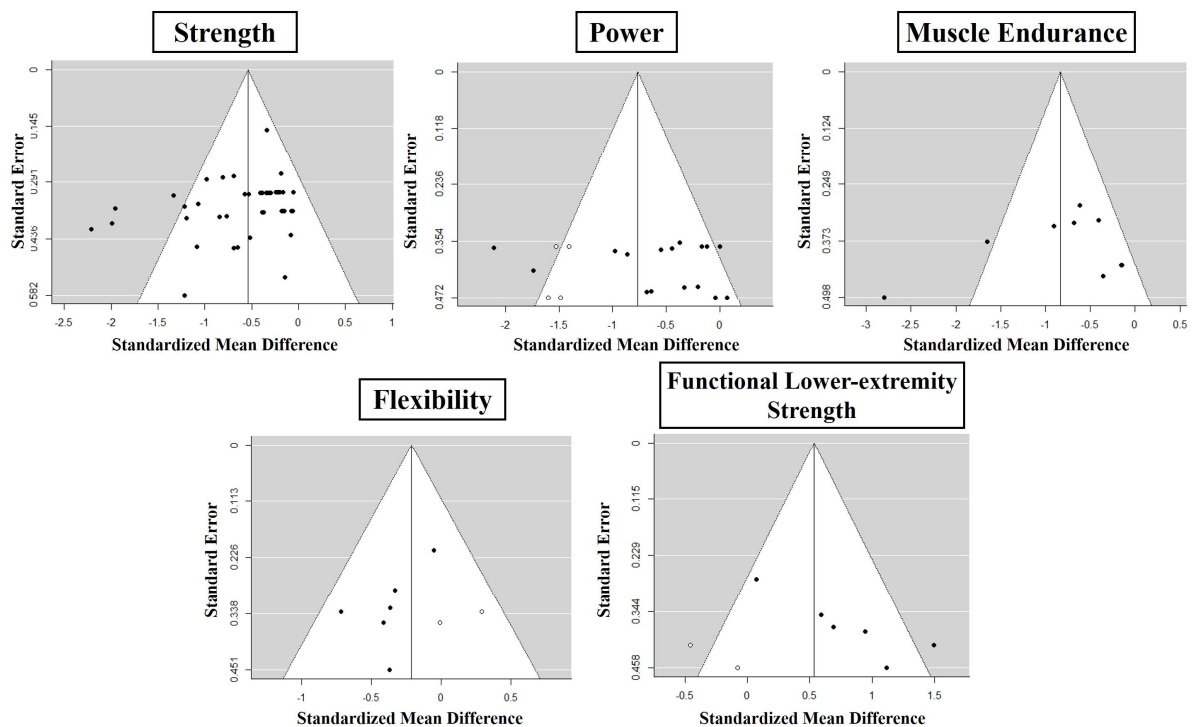 Strength
Standard Error
0
0.145
0.291
0.436
0.582
-2.5 -2 -1.5 -1 -0.5 0 0.5 1
Standardized Mean Difference
Power
Standard Error
0
0.118
0.236
0.354
0.472
-2 -1.5 -1 -0.5 0
Standardized Mean Difference
Muscle Endurance
Standard Error
0
0.124
0.249
0.373
0.498
-3 -2.5 -2 -1.5 -1 -0.5 0 0.5
Standardized Mean Difference
Flexibility
Standard Error
0
0.113
0.226
0.338
0.451
-1 -0.5 0 0.5
Standardized Mean Difference
Functional Lower-extremity
Strength
Standard Error
0
0.115
0.229
0.344
0.458
-0.5 0 0.5 1 1.5
Standardized Mean Difference